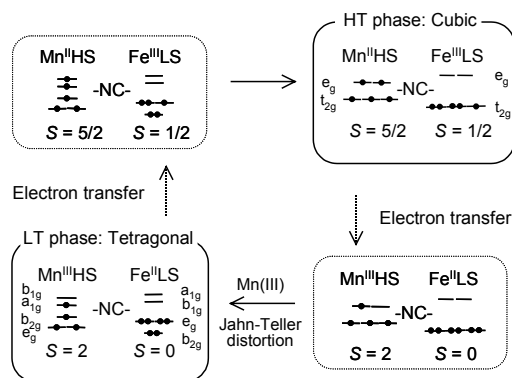 HT phase: Cubic
Mn^II HS Fe^III LS
-NC-
S = 5/2 S = 1/2
Mn^II HS Fe^III LS
e_g -NC- e_g
t_2g t_2g
S = 5/2 S = 1/2
Electron transfer
Electron transfer
LT phase: Tetragonal
Mn^III HS Fe^II LS
b_1g a_1g
a_1g -NC- b_1g
b_2g e_g
e_g b_2g
S = 2 S = 0
Mn(III)
Jahn-Teller
distortion
Mn^III HS Fe^II LS
-NC-
S = 2 S = 0